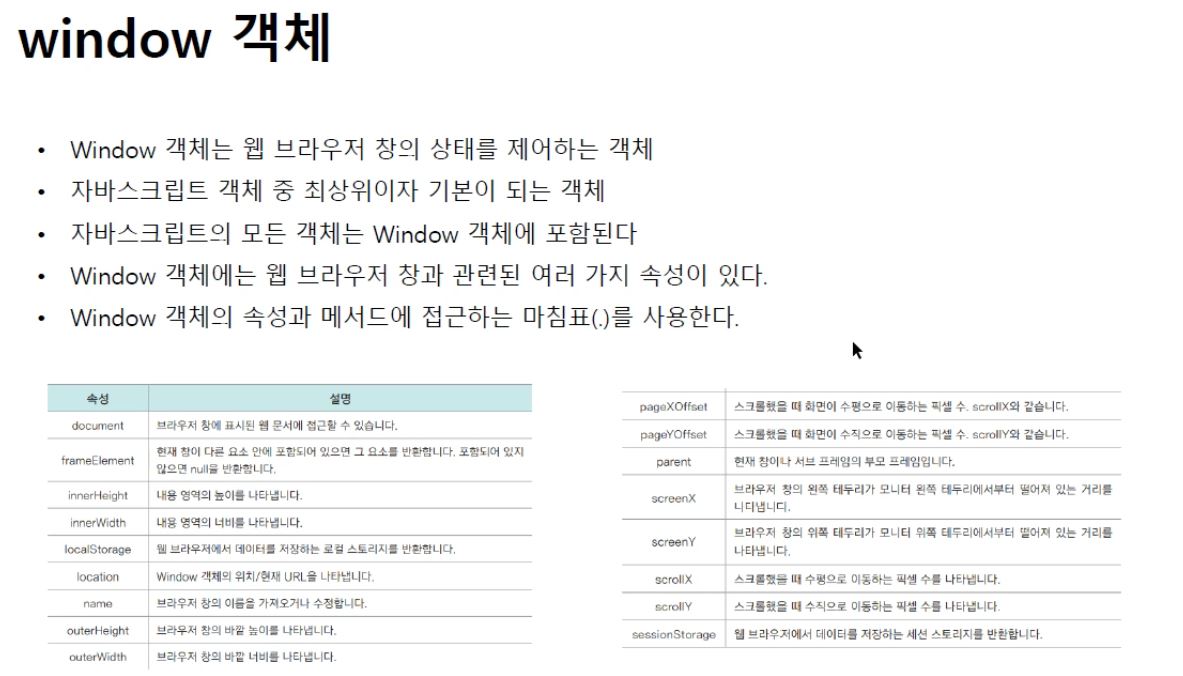 window 객체
• Window 객체는 웹 브라우저 창의 상태를 제어하는 객체
• 자바스크립트 객체 중 최상위이자 기본이 되는 객체
• 자바스크립트의 모든 객체는 Window 객체에 포함된다
• Window 객체에는 웹 브라우저 창과 관련된 여러 가지 속성이 있다.
• Window 객체의 속성과 메서드에 접근하는 마침표(.)를 사용한다.
속성 설명
document 브라우저 창에 표시된 웹 문서에 접근할 수 있습니다.
frameElement 현재 창이 다른 요소 안에 포함되어 있으면 그 요소를 반환합니다. 포함되어 있지
않으면 null을 반환합니다.
innerHeight 내용 영역의 높이를 나타냅니다.
innerWidth 내용 영역의 너비를 나타냅니다.
localStorage 웹 브라우저에서 데이터를 저장하는 로컬 스토리지를 반환합니다.
location Window 객체의 위치/현재 URL을 나타냅니다.
name 브라우저 창의 이름을 가져오거나 수정합니다.
outerHeight 브라우저 창의 바깥 높이를 나타냅니다.
outerWidth 브라우저 창의 바깥 너비를 나타냅니다.
pageXOffset 스크롤했을 때 화면이 수평으로 이동하는 픽셀 수. scrollX와 같습니다.
pageYOffset 스크롤했을 때 화면이 수직으로 이동하는 픽셀 수. scrollY와 같습니다.
parent 현재 창이나 서브 프레임의 부모 프레임입니다.
screenX 브라우저 창의 왼쪽 테두리가 모니터 왼쪽 테두리에서부터 떨어져 있는 거리를
나타냅니다.
screenY 브라우저 창의 위쪽 테두리가 모니터 위쪽 테두리에서부터 떨어져 있는 거리를
나타냅니다.
scrollX 스크롤했을 때 수평으로 이동하는 픽셀 수를 나타냅니다.
scrollY 스크롤했을 때 수직으로 이동하는 픽셀 수를 나타냅니다.
sessionStorage 웹 브라우저에서 데이터를 저장하는 세션 스토리지를 반환합니다.